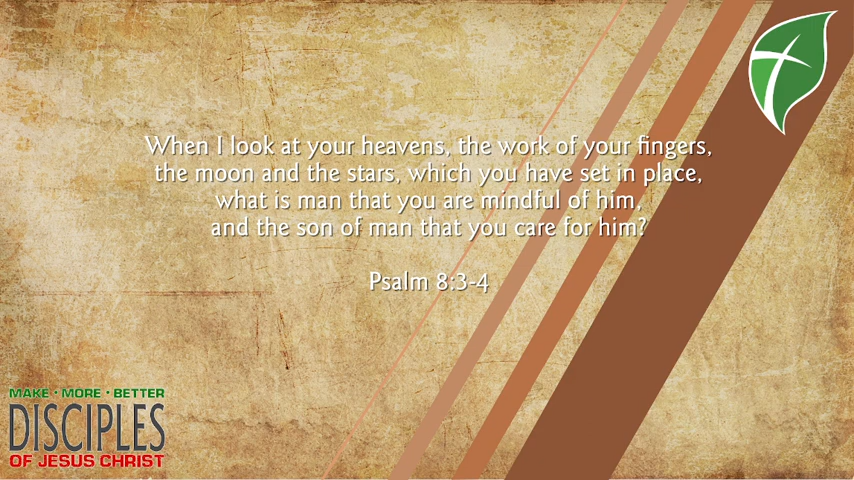 When I look at your heavens, the work of your fingers,
the moon and the stars, which you have set in place,
what is man that you are mindful of him,
and the son of man that you care for him?
Psalm 8:3-4
MAKE • MORE • BETTER
DISCIPLES
OF JESUS CHRIST